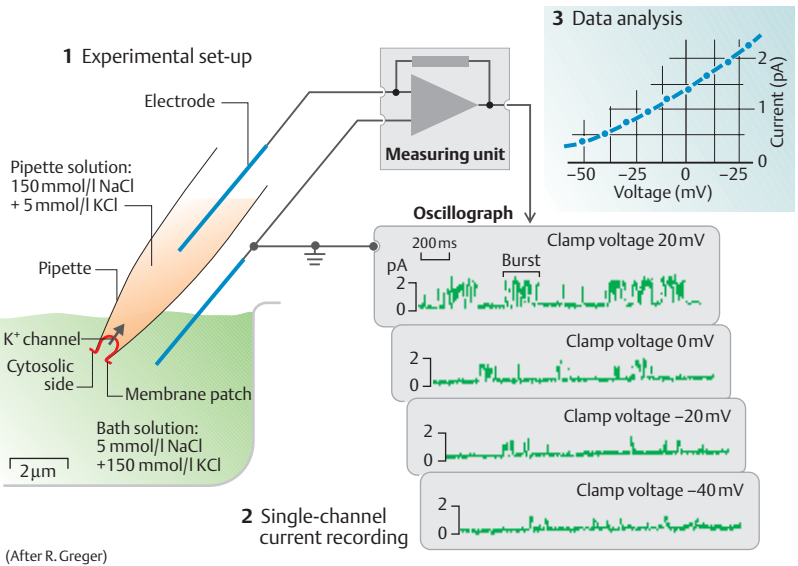 1 Experimental set-up
Electrode
Pipette solution:
150 mmol/l NaCl
+ 5 mmol/l KCl
Pipette
K⁺ channel
Cytosolic
side
Membrane patch
Bath solution:
5 mmol/l NaCl
+150 mmol/l KCl
2µm
(After R. Greger)
Measuring unit
3 Data analysis
2
1
0
Current (pA)
−50
−25
0
−25
Voltage (mV)
Oscillograph
200 ms
Clamp voltage 20 mV
pA
Burst
2
0
Clamp voltage 0 mV
2
0
Clamp voltage −20 mV
2
0
Clamp voltage −40 mV
2
0
2 Single-channel
current recording